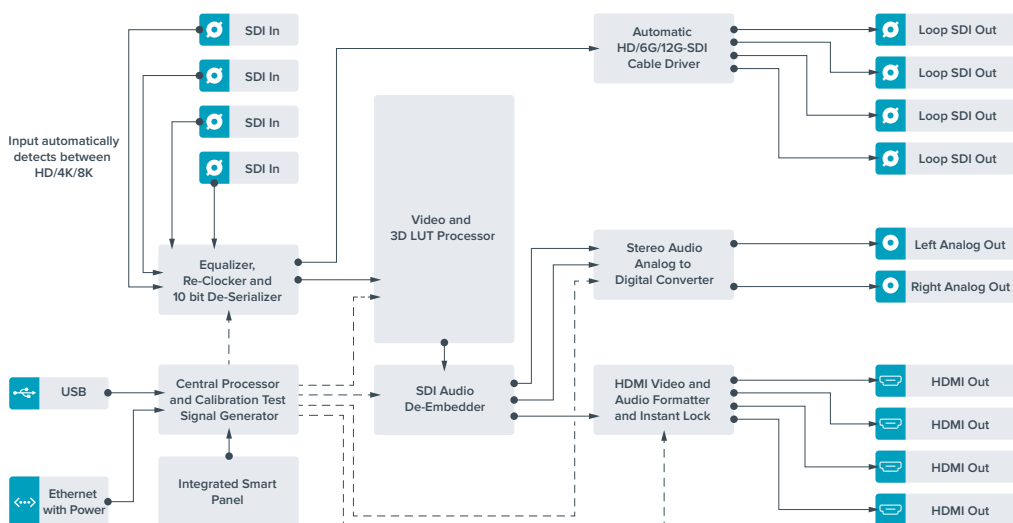 SDI In
SDI In
SDI In
SDI In
Input automatically
detects between
HD/4K/8K
Automatic
HD/6G/12G-SDI
Cable Driver
Loop SDI Out
Loop SDI Out
Loop SDI Out
Loop SDI Out
Video and
3D LUT Processor
Equalizer,
Re-Clocker and
10 bit De-Serializer
Stereo Audio
Analog to
Digital Converter
Left Analog Out
Right Analog Out
USB
Central Processor
and Calibration Test
Signal Generator
SDI Audio
De-Embedder
HDMI Video and
Audio Formatter
and Instant Lock
HDMI Out
HDMI Out
HDMI Out
HDMI Out
Ethernet
with Power
Integrated Smart
Panel